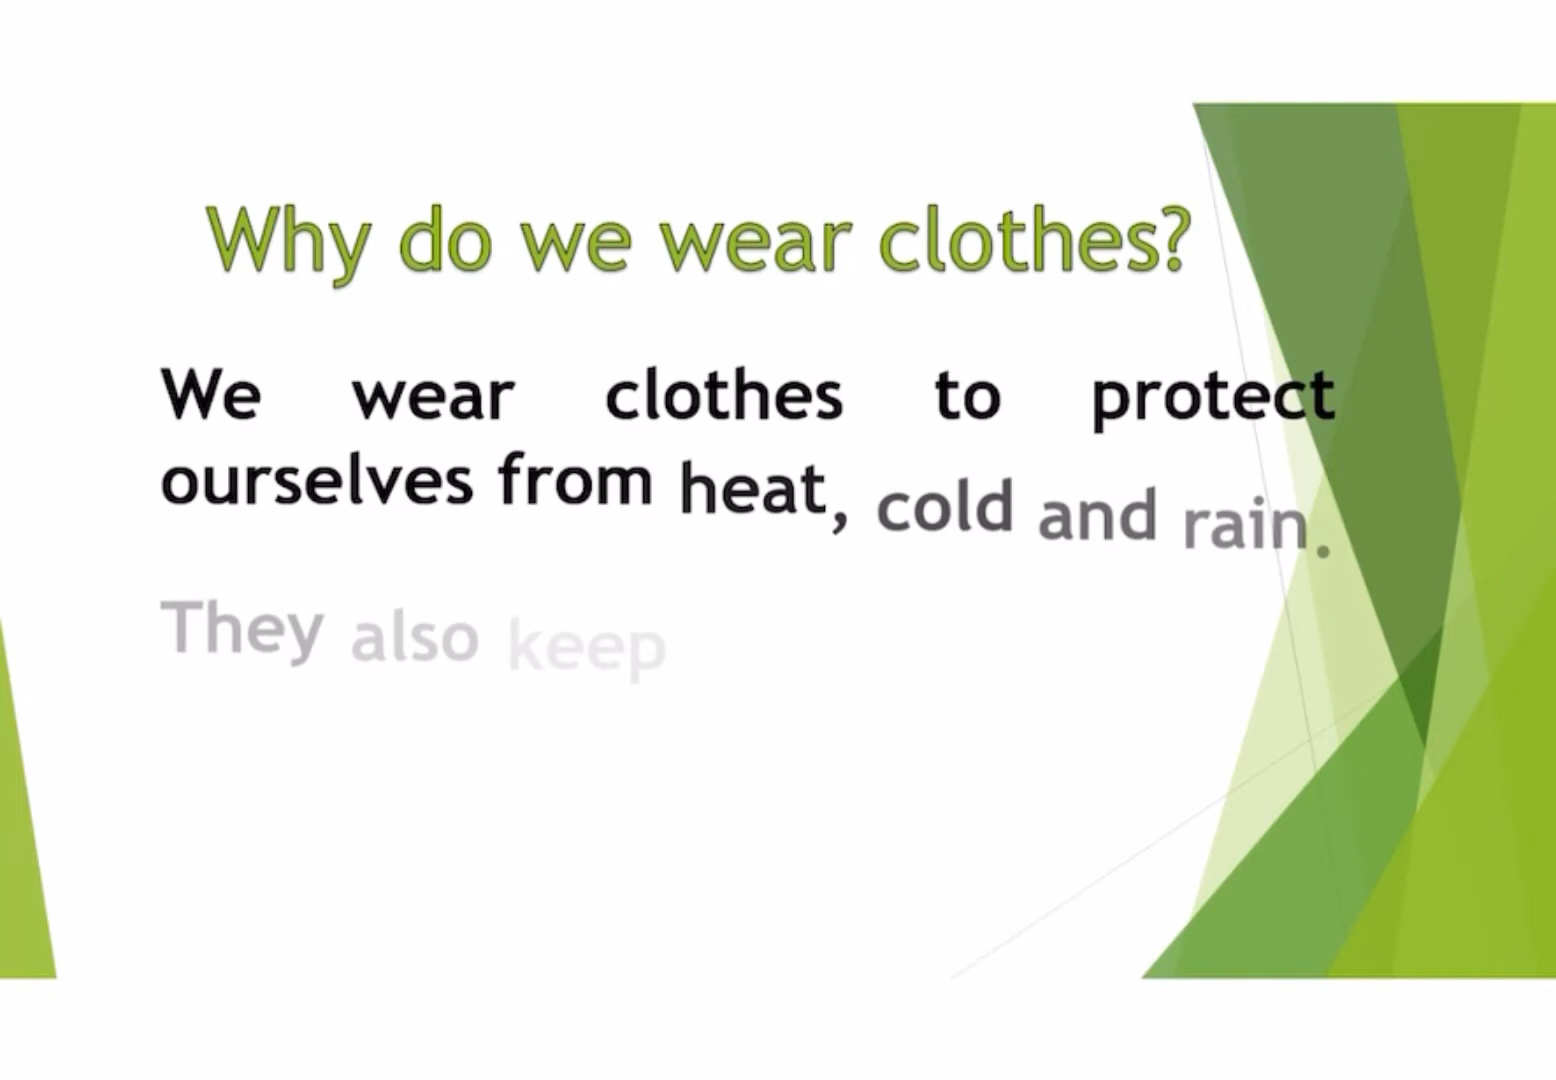 Why do we wear clothes?
We wear clothes to protect
ourselves from heat, cold and rain.
They also keep